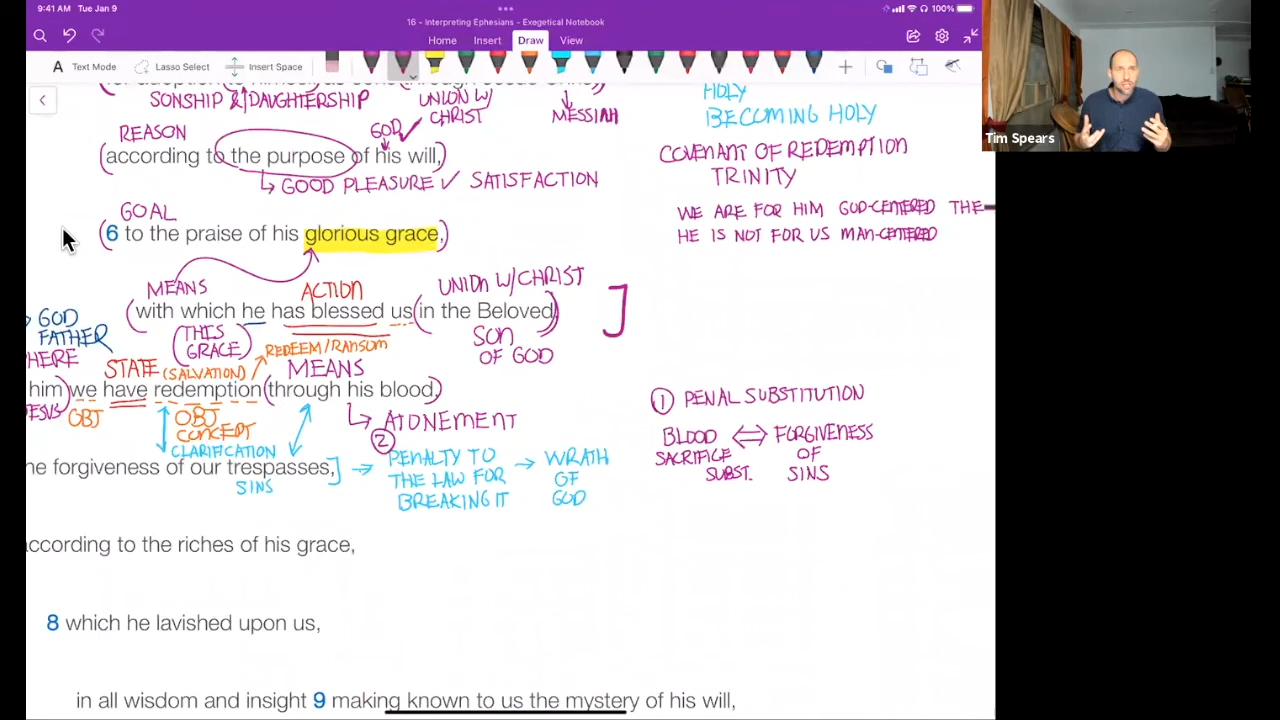 9:41 AM Tue Jan 9
100%
16 - Interpreting Ephesians - Exegetical Notebook
Home Insert Draw View
A Text Mode Lasso Select Insert Space
Tim Spears
SONSHIP & DAUGHTERSHIP UNION W/ CHRIST MESSIAH
HOLY
BECOMING HOLY
REASON GOD
(according to the purpose of his will,)
GOOD PLEASURE ✓ SATISFACTION
COVENANT OF REDEMPTION
TRINITY
WE ARE FOR HIM GOD-CENTERED THE
HE IS NOT FOR US MAN-CENTERED
GOAL
(6 to the praise of his glorious grace,)
MEANS ACTION UNION W/CHRIST
(with which he has blessed us (in the Beloved))]
GOD
FATHER
(THIS
GRACE)
REDEEM/RANSOM
SON
OF GOD
HERE STATE (SALVATION) MEANS
him) we have redemption (through his blood,)
ESUS OBJ OBJ
CONCEPT
ATONEMENT
CLARIFICATION
2
he forgiveness of our trespasses,]
SINS
PENALTY TO
THE LAW FOR
BREAKING IT
WRATH
OF
GOD
1 PENAL SUBSTITUTION
BLOOD ⟺ FORGIVENESS
SACRIFICE OF
SUBST. SINS
according to the riches of his grace,
8 which he lavished upon us,
in all wisdom and insight 9 making known to us the mystery of his will,